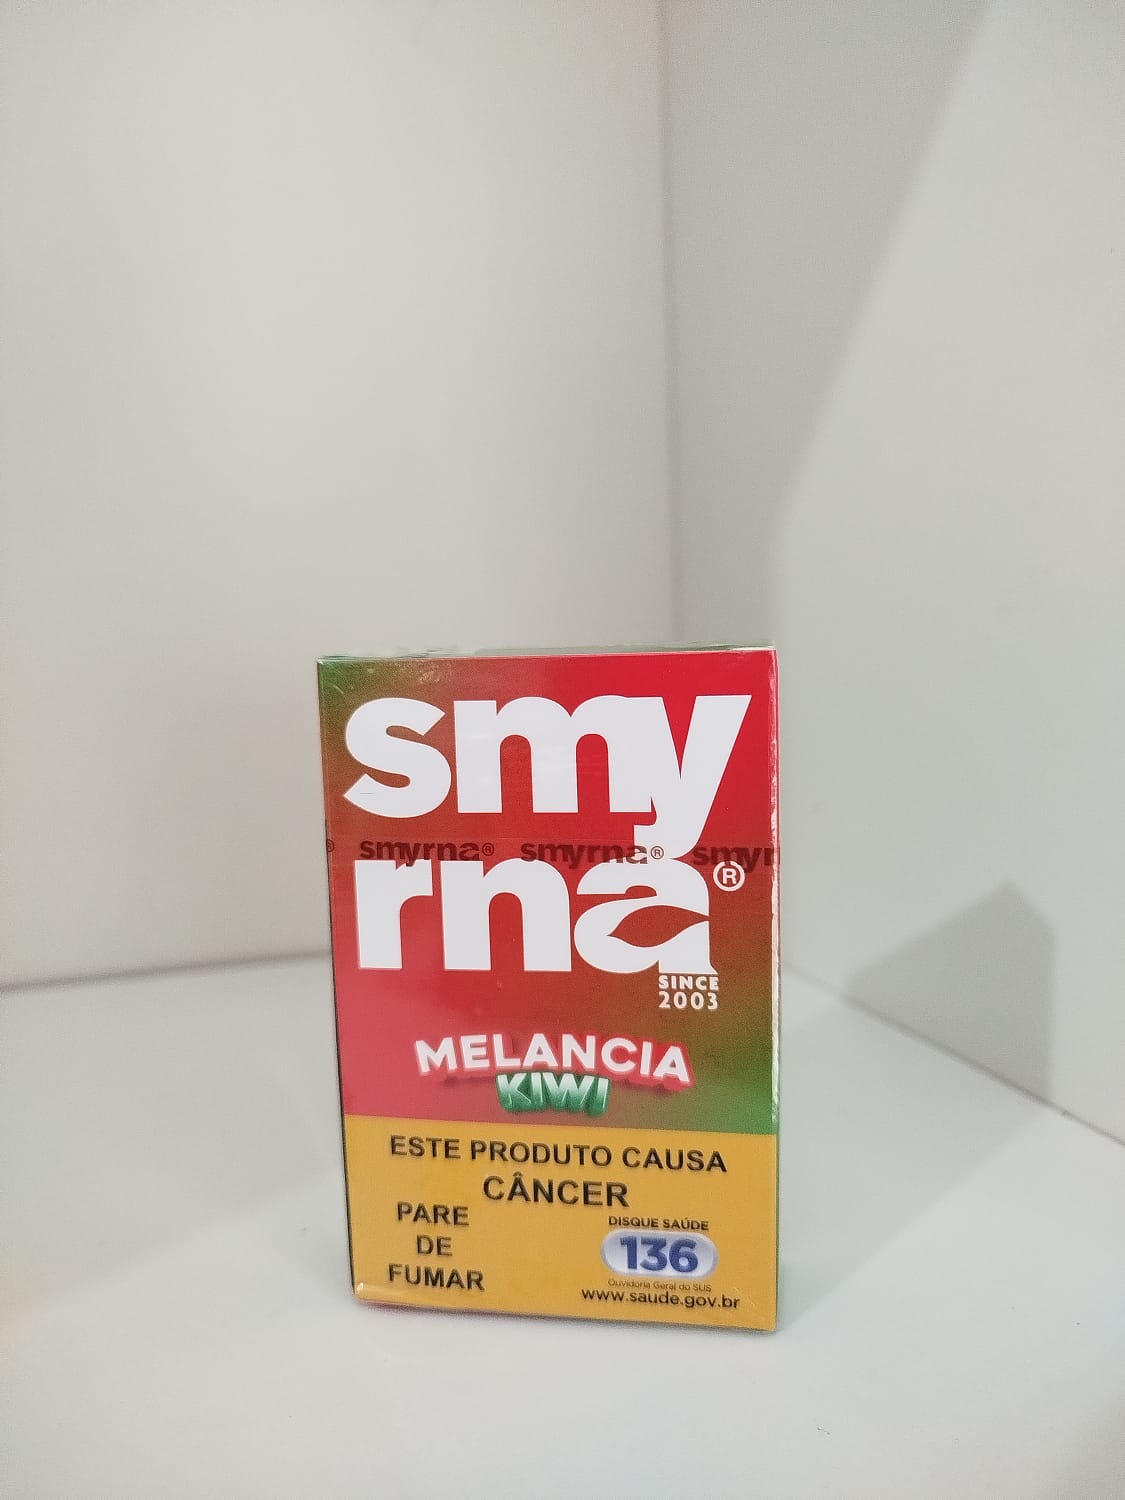 smy
smyrna® smyrna® smyrn
rna®
SINCE
2003
MELANCIA
KIWI
ESTE PRODUTO CAUSA
CÂNCER
PARE
DE
FUMAR
DISQUE SAÚDE
136
Ouvidoria Geral do SUS
www.saude.gov.br